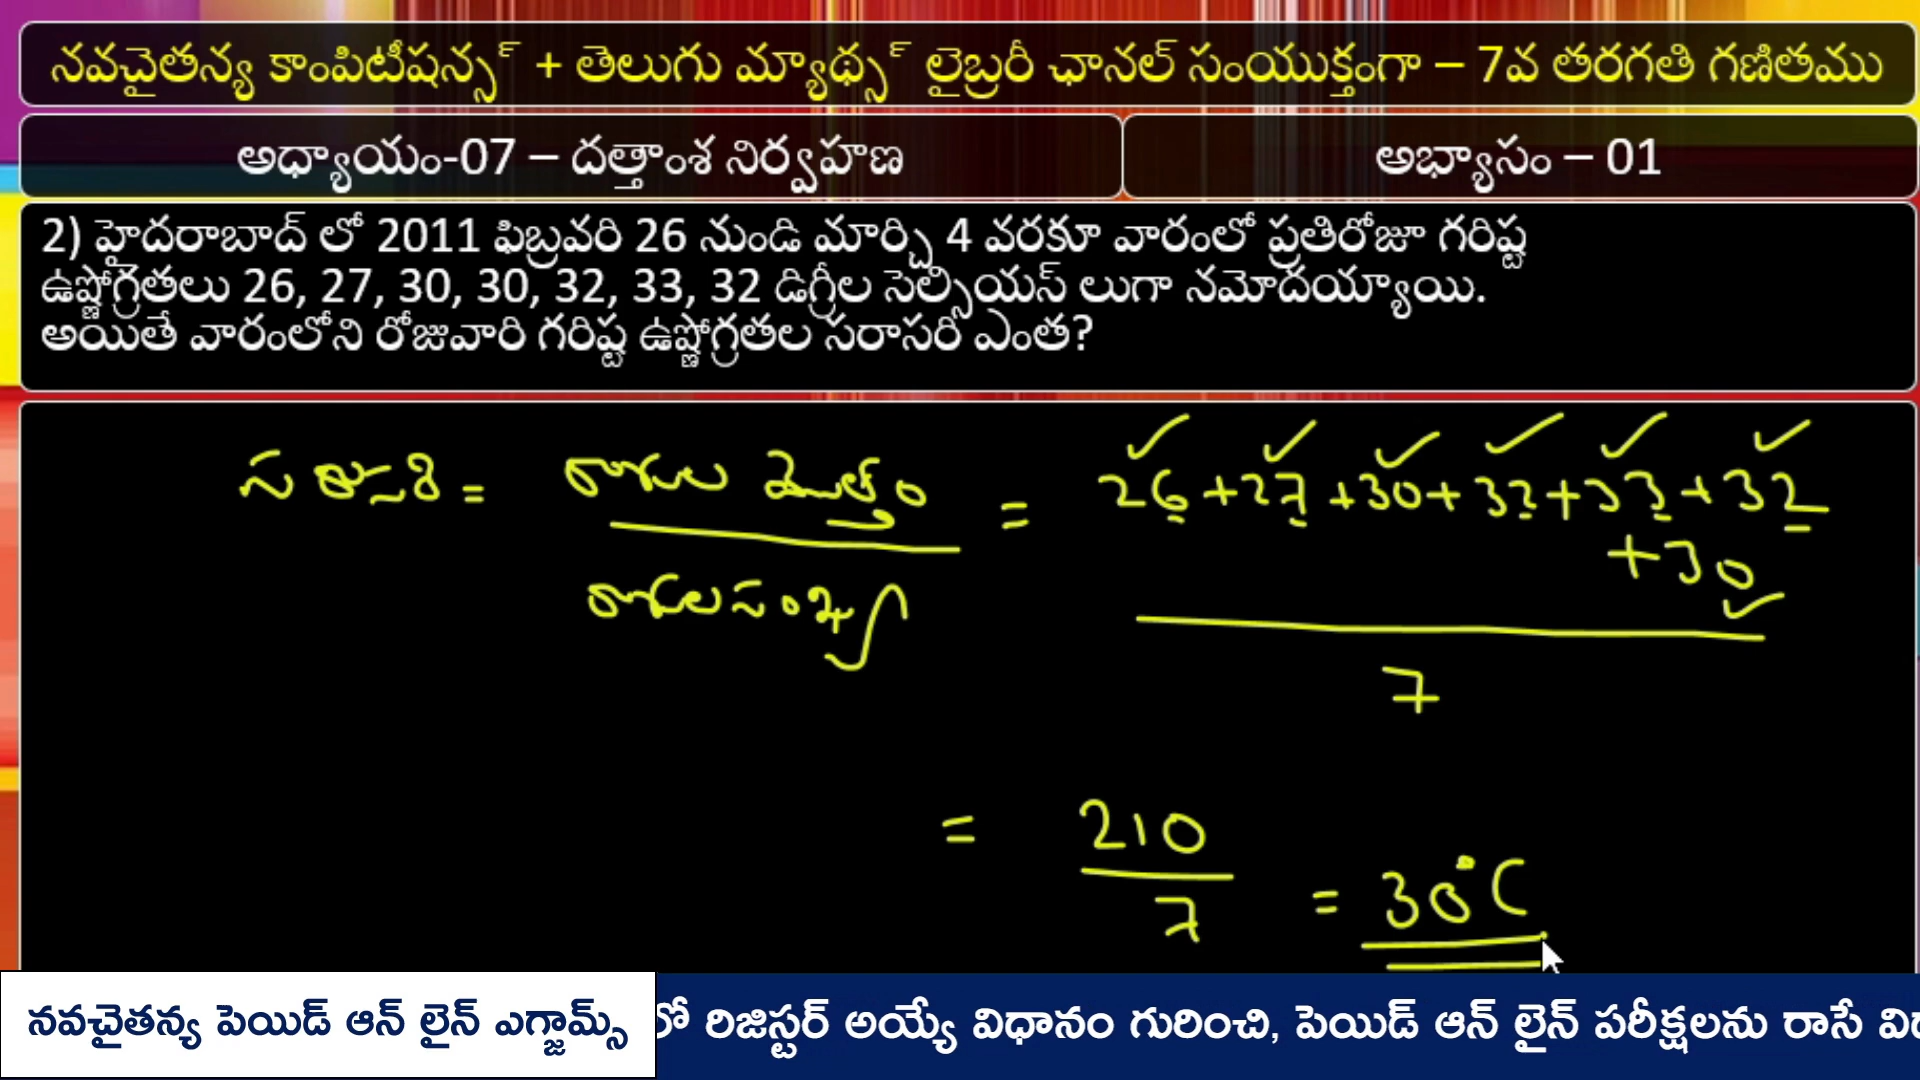 నవచైతన్య కాంపిటీషన్స్ + తెలుగు మ్యాథ్స్ లైబ్రరీ ఛానల్ సంయుక్తంగా – 7వ తరగతి గణితము
అధ్యాయం-07 – దత్తాంశ నిర్వహణ
అభ్యాసం – 01
2) హైదరాబాద్ లో 2011 ఫిబ్రవరి 26 నుండి మార్చి 4 వరకూ వారంలో ప్రతిరోజూ గరిష్ట
ఉష్ణోగ్రతలు 26, 27, 30, 30, 32, 33, 32 డిగ్రీల సెల్సియస్ లుగా నమోదయ్యాయి.
అయితే వారంలోని రోజువారి గరిష్ట ఉష్ణోగ్రతల సరాసరి ఎంత?
సరాసరి = రాశుల మొత్తం = 26 + 27 + 30 + 32 + 33 + 32
+ 30
రాశుల సంఖ్య
7
= 210
7
= 30°C
నవచైతన్య పెయిడ్ ఆన్ లైన్ ఎగ్జామ్స్
లో రిజిస్టర్ అయ్యే విధానం గురించి, పెయిడ్ ఆన్ లైన్ పరీక్షలను రాసే